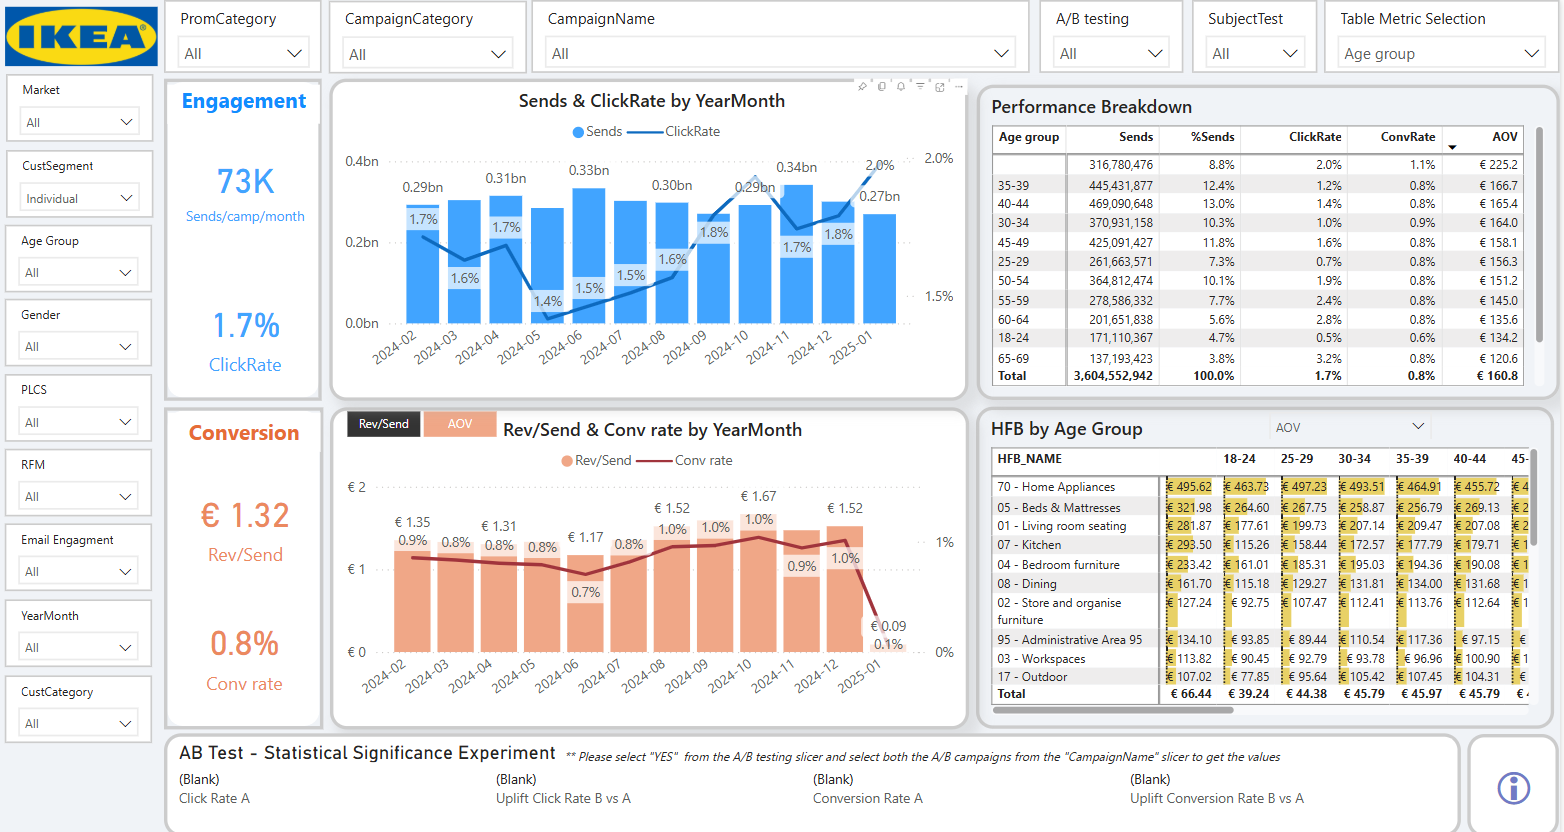 IKEA
PromCategory
All
CampaignCategory
All
CampaignName
All
A/B testing
All
SubjectTest
All
Table Metric Selection
Age group
Market
All
CustSegment
Individual
Age Group
All
Gender
All
PLCS
All
RFM
All
Email Engagment
All
YearMonth
All
CustCategory
All
Engagement
73K
Sends/camp/month
1.7%
ClickRate
Sends & ClickRate by YearMonth
Sends ClickRate
0.4bn
0.2bn
0.0bn
2.0%
1.5%
0.29bn
0.31bn
0.33bn
0.30bn
0.29bn
0.34bn
0.27bn
1.7%
1.6%
1.7%
1.4%
1.5%
1.5%
1.6%
1.8%
1.7%
1.8%
2.0%
2024-02 2024-03 2024-04 2024-05 2024-06 2024-07 2024-08 2024-09 2024-10 2024-11 2024-12 2025-01
Performance Breakdown
Age group Sends %Sends ClickRate ConvRate AOV
316,780,476 8.8% 2.0% 1.1% € 225.2
35-39 445,431,877 12.4% 1.2% 0.8% € 166.7
40-44 469,090,648 13.0% 1.4% 0.8% € 165.4
30-34 370,931,158 10.3% 1.0% 0.9% € 164.0
45-49 425,091,427 11.8% 1.6% 0.8% € 158.1
25-29 261,663,571 7.3% 0.7% 0.8% € 156.3
50-54 364,812,474 10.1% 1.9% 0.8% € 151.2
55-59 278,586,332 7.7% 2.4% 0.8% € 145.0
60-64 201,651,838 5.6% 2.8% 0.8% € 135.6
18-24 171,110,367 4.7% 0.5% 0.6% € 134.2
65-69 137,193,423 3.8% 3.2% 0.8% € 120.6
Total 3,604,552,942 100.0% 1.7% 0.8% € 160.8
Conversion
€ 1.32
Rev/Send
0.8%
Conv rate
Rev/Send AOV
Rev/Send & Conv rate by YearMonth
Rev/Send Conv rate
€ 2
€ 1
€ 0
1%
0%
€ 1.35
€ 1.31
€ 1.17
€ 1.52
€ 1.67
€ 1.52
€ 0.09
0.9%
0.8%
0.8%
0.8%
0.7%
0.8%
1.0%
1.0%
1.0%
0.9%
1.0%
0.1%
2024-02 2024-03 2024-04 2024-05 2024-06 2024-07 2024-08 2024-09 2024-10 2024-11 2024-12 2025-01
HFB by Age Group
AOV
HFB_NAME 18-24 25-29 30-34 35-39 40-44 45-
70 - Home Appliances € 495.62 € 463.73 € 497.23 € 493.51 € 464.91 € 455.72 € 4
05 - Beds & Mattresses € 321.98 € 264.60 € 267.75 € 258.87 € 256.79 € 269.13 € 2
01 - Living room seating € 281.87 € 177.61 € 199.73 € 207.14 € 209.47 € 207.08 € 2
07 - Kitchen € 293.50 € 115.26 € 158.44 € 172.57 € 177.79 € 179.71 € 1
04 - Bedroom furniture € 233.42 € 161.01 € 185.31 € 195.03 € 194.36 € 190.08 € 1
08 - Dining € 161.70 € 115.18 € 129.27 € 131.81 € 134.00 € 131.68 € 1
02 - Store and organise € 127.24 € 92.75 € 107.47 € 112.41 € 113.76 € 112.64 € 1
furniture
95 - Administrative Area 95 € 134.10 € 93.85 € 89.44 € 110.54 € 117.36 € 97.15 €
03 - Workspaces € 113.82 € 90.45 € 92.79 € 93.78 € 96.96 € 100.90 € 1
17 - Outdoor € 107.02 € 77.85 € 95.64 € 105.42 € 107.45 € 104.31 €
Total € 66.44 € 39.24 € 44.38 € 45.79 € 45.97 € 45.79 €
AB Test - Statistical Significance Experiment ** Please select "YES" from the A/B testing slicer and select both the A/B campaigns from the "CampaignName" slicer to get the values
(Blank) (Blank) (Blank) (Blank)
Click Rate A Uplift Click Rate B vs A Conversion Rate A Uplift Conversion Rate B vs A